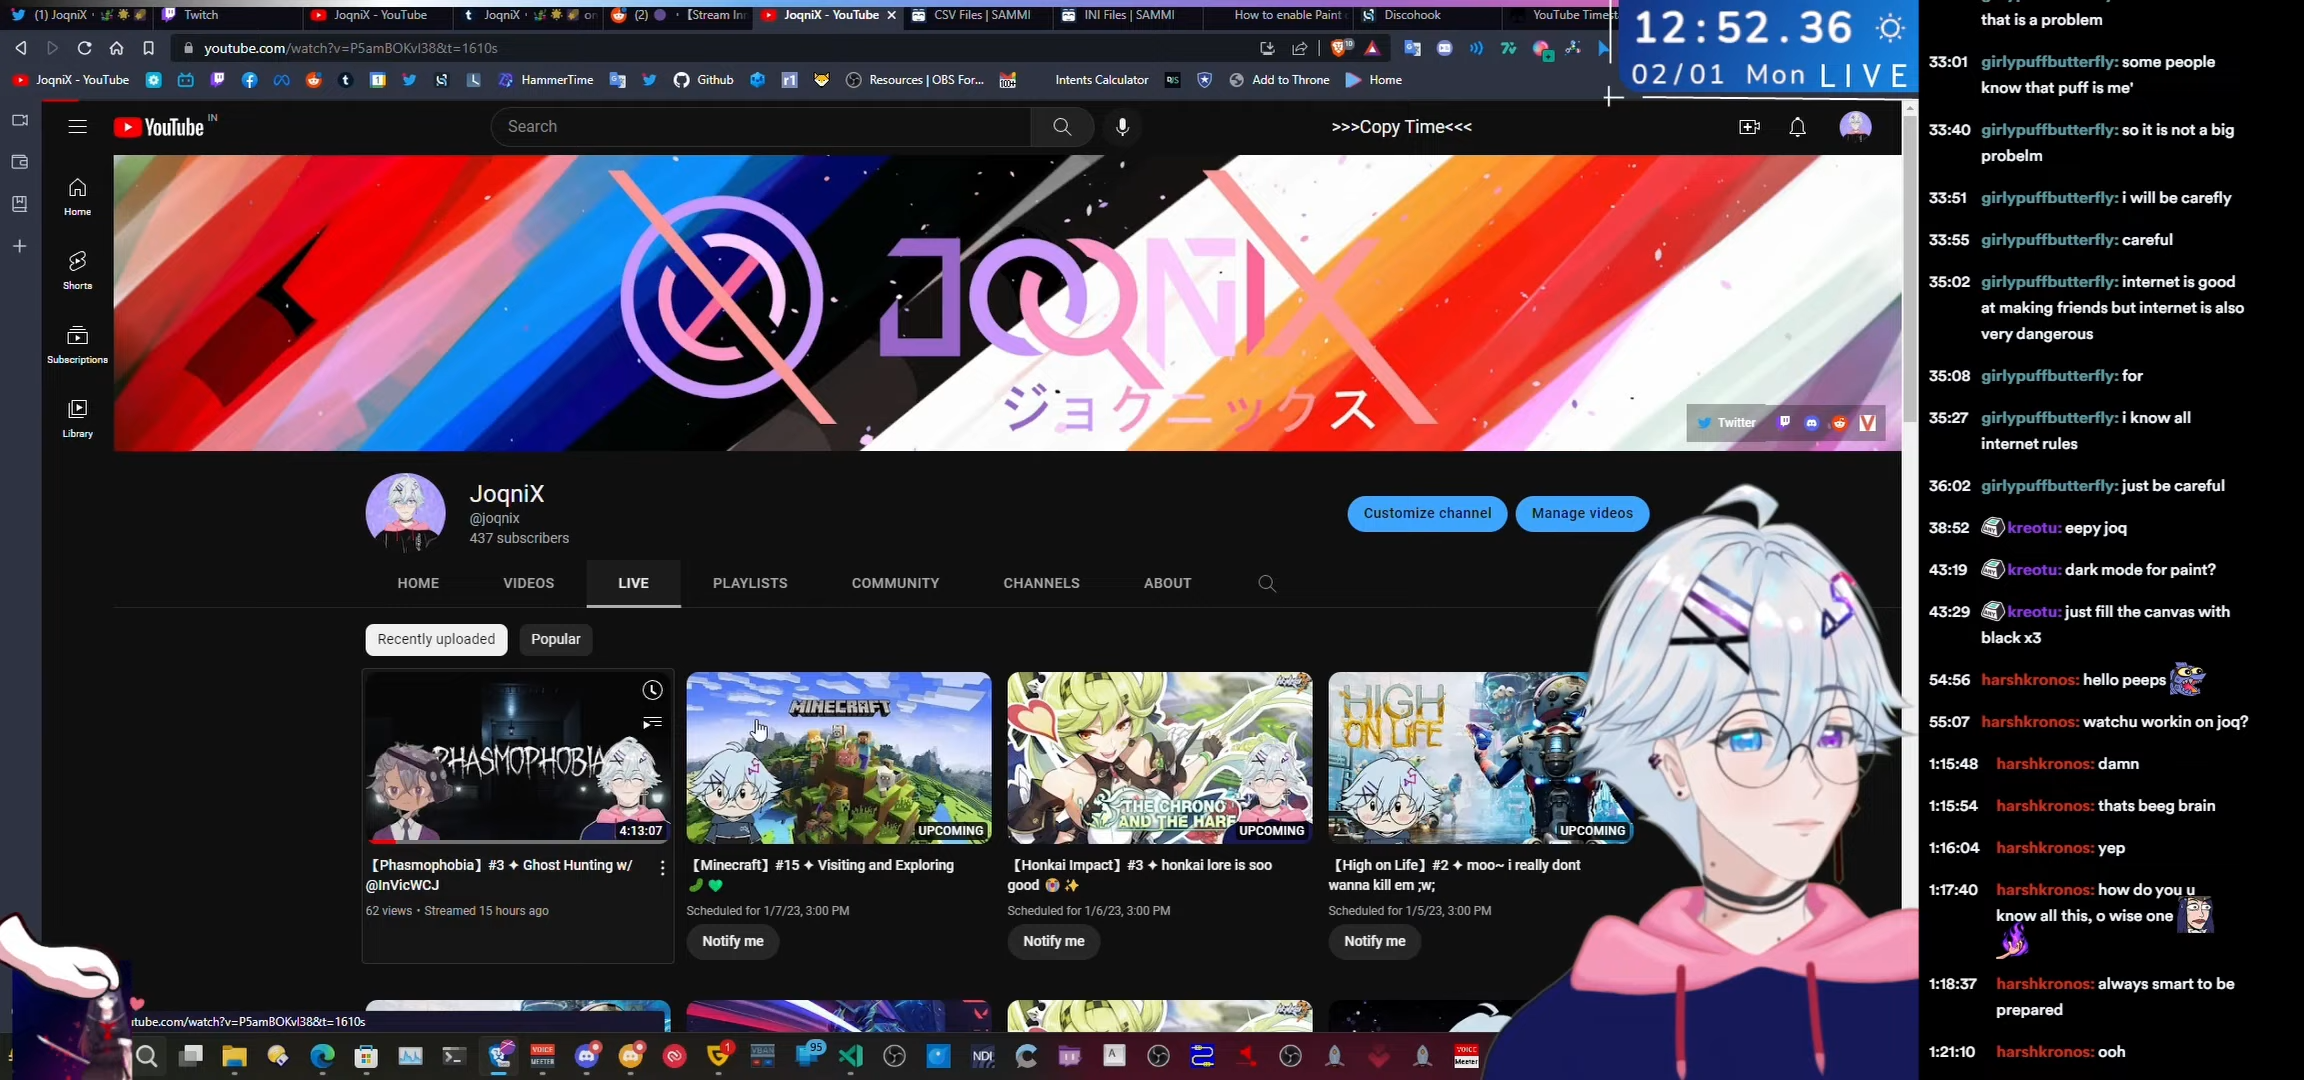 (1) JoqniX ·
Twitch
JoqniX - YouTube
JoqniX ·
on
(2)
【Stream In
JoqniX - YouTube
CSV Files | SAMMI
INI Files | SAMMI
How to enable Paint
Discohook
YouTube Timest
youtube.com/watch?v=P5amBOKvl38&t=1610s
JoqniX - YouTube
HammerTime
Github
Resources | OBS For...
Intents Calculator
Add to Throne
Home
12:52.36
02/01 Mon LIVE
YouTube IN
Search
>>>Copy Time<<<
Home
Shorts
Subscriptions
Library
JOQNIX
ジョクニックス
Twitter
JoqniX
@joqnix
437 subscribers
Customize channel
Manage videos
HOME
VIDEOS
LIVE
PLAYLISTS
COMMUNITY
CHANNELS
ABOUT
Recently uploaded
Popular
PHASMOPHOBIA
4:13:07
【Phasmophobia】#3 ✦ Ghost Hunting w/
@InVicWCJ
62 views • Streamed 15 hours ago
MINECRAFT
UPCOMING
【Minecraft】#15 ✦ Visiting and Exploring
Scheduled for 1/7/23, 3:00 PM
Notify me
THE CHRONO
AND THE HARE
UPCOMING
【Honkai Impact】#3 ✦ honkai lore is soo
good
Scheduled for 1/6/23, 3:00 PM
Notify me
HIGH
ON LIFE
UPCOMING
【High on Life】#2 ✦ moo~ i really dont
wanna kill em ;w;
Scheduled for 1/5/23, 3:00 PM
Notify me
utube.com/watch?v=P5amBOKvl38&t=1610s
VOICE
MEETER
1
VBAN
95
NDI
A
VOICE
Meeter
that is a problem
33:01 girlypuffbutterfly: some people
know that puff is me'
33:40 girlypuffbutterfly: so it is not a big
probelm
33:51 girlypuffbutterfly: i will be carefly
33:55 girlypuffbutterfly: careful
35:02 girlypuffbutterfly: internet is good
at making friends but internet is also
very dangerous
35:08 girlypuffbutterfly: for
35:27 girlypuffbutterfly: i know all
internet rules
36:02 girlypuffbutterfly: just be careful
38:52 kreotu: eepy joq
43:19 kreotu: dark mode for paint?
43:29 kreotu: just fill the canvas with
black x3
54:56 harshkronos: hello peeps
55:07 harshkronos: watchu workin on joq?
1:15:48 harshkronos: damn
1:15:54 harshkronos: thats beeg brain
1:16:04 harshkronos: yep
1:17:40 harshkronos: how do you u
know all this, o wise one
1:18:37 harshkronos: always smart to be
prepared
1:21:10 harshkronos: ooh